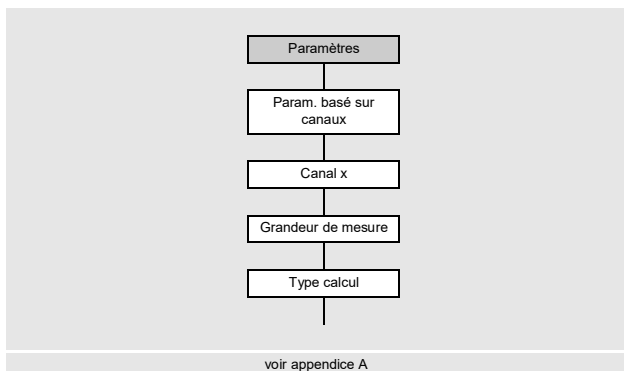 Paramètres
Param. basé sur
canaux
Canal x
Grandeur de mesure
Type calcul
voir appendice A